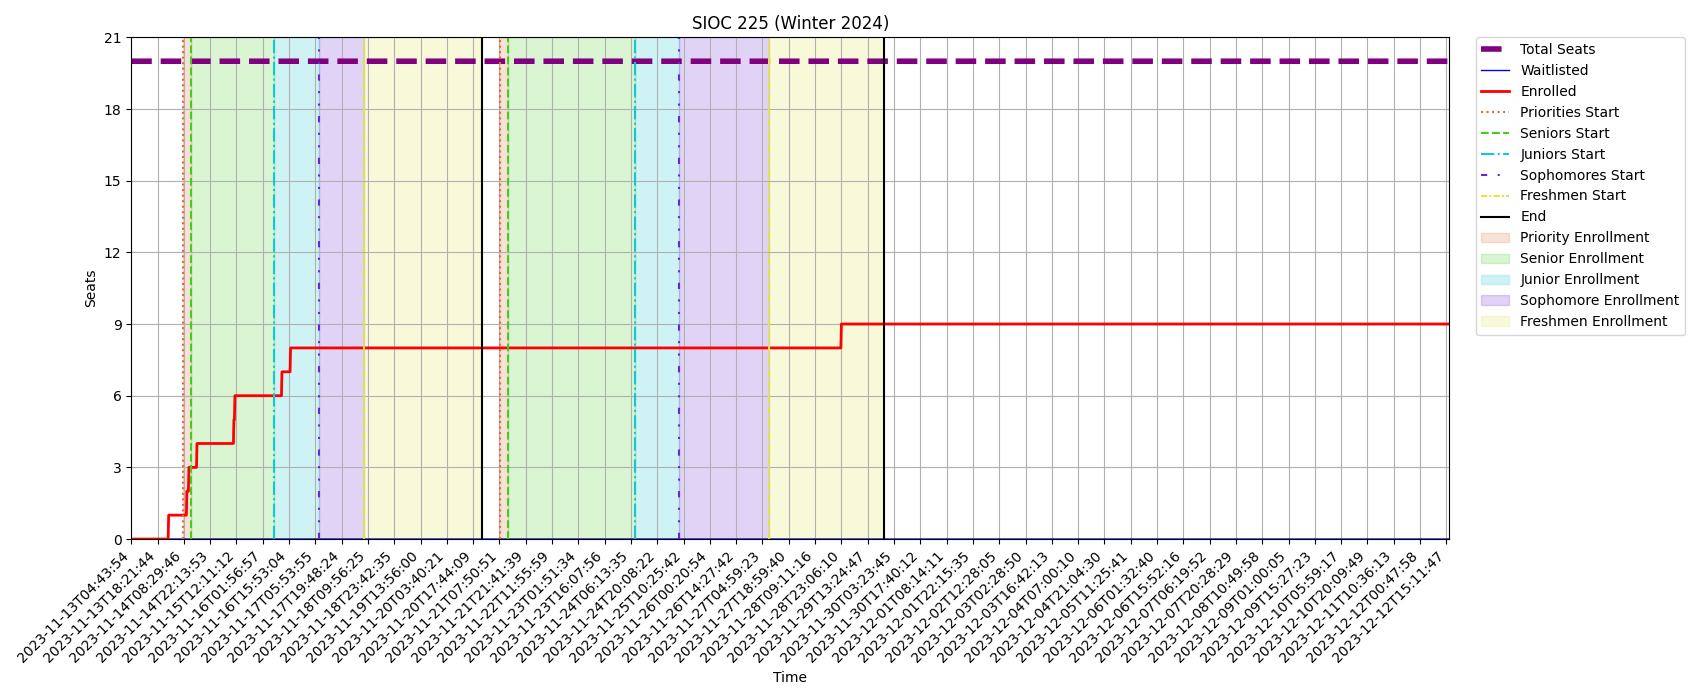 SIOC 225 (Winter 2024)
21
18
15
12
9
6
3
0
Seats
2023-11-13T04:43:54
2023-11-13T18:21:44
2023-11-14T08:29:46
2023-11-14T22:13:53
2023-11-15T12:11:12
2023-11-16T01:56:57
2023-11-16T15:53:04
2023-11-17T05:53:55
2023-11-17T19:48:24
2023-11-18T09:56:25
2023-11-18T23:42:35
2023-11-19T13:56:00
2023-11-20T03:40:21
2023-11-20T17:44:09
2023-11-21T07:50:51
2023-11-21T21:41:39
2023-11-22T11:55:59
2023-11-23T01:51:34
2023-11-23T16:07:56
2023-11-24T06:13:35
2023-11-24T20:08:22
2023-11-25T10:25:42
2023-11-26T00:20:54
2023-11-26T14:27:42
2023-11-27T04:59:23
2023-11-27T18:59:40
2023-11-28T09:11:16
2023-11-28T23:06:10
2023-11-29T13:24:47
2023-11-30T03:23:45
2023-11-30T17:40:12
2023-12-01T08:14:11
2023-12-01T22:15:35
2023-12-02T12:28:05
2023-12-03T02:28:50
2023-12-03T16:42:13
2023-12-04T07:00:10
2023-12-04T21:04:30
2023-12-05T11:25:41
2023-12-06T01:32:40
2023-12-06T15:52:16
2023-12-07T06:19:52
2023-12-07T20:28:29
2023-12-08T10:49:58
2023-12-09T01:00:05
2023-12-09T15:27:23
2023-12-10T05:59:17
2023-12-10T20:09:49
2023-12-11T10:36:13
2023-12-12T00:47:58
2023-12-12T15:11:47
Time
Total Seats
Waitlisted
Enrolled
Priorities Start
Seniors Start
Juniors Start
Sophomores Start
Freshmen Start
End
Priority Enrollment
Senior Enrollment
Junior Enrollment
Sophomore Enrollment
Freshmen Enrollment